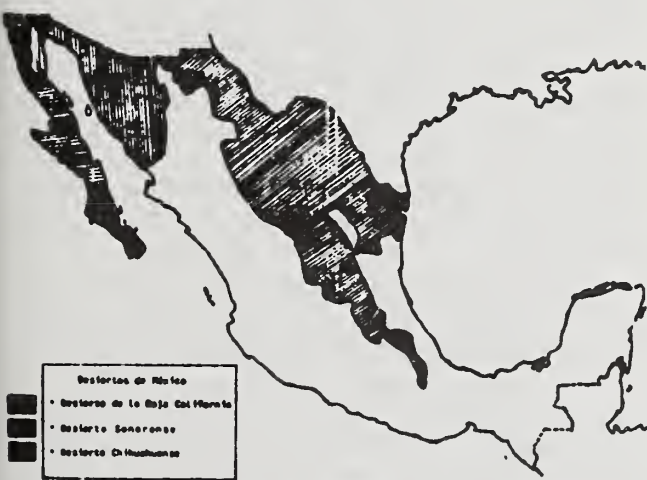 Desiertos de México
• Desierto de la Baja California
• Desierto Sonorense
• Desierto Chihuahuense